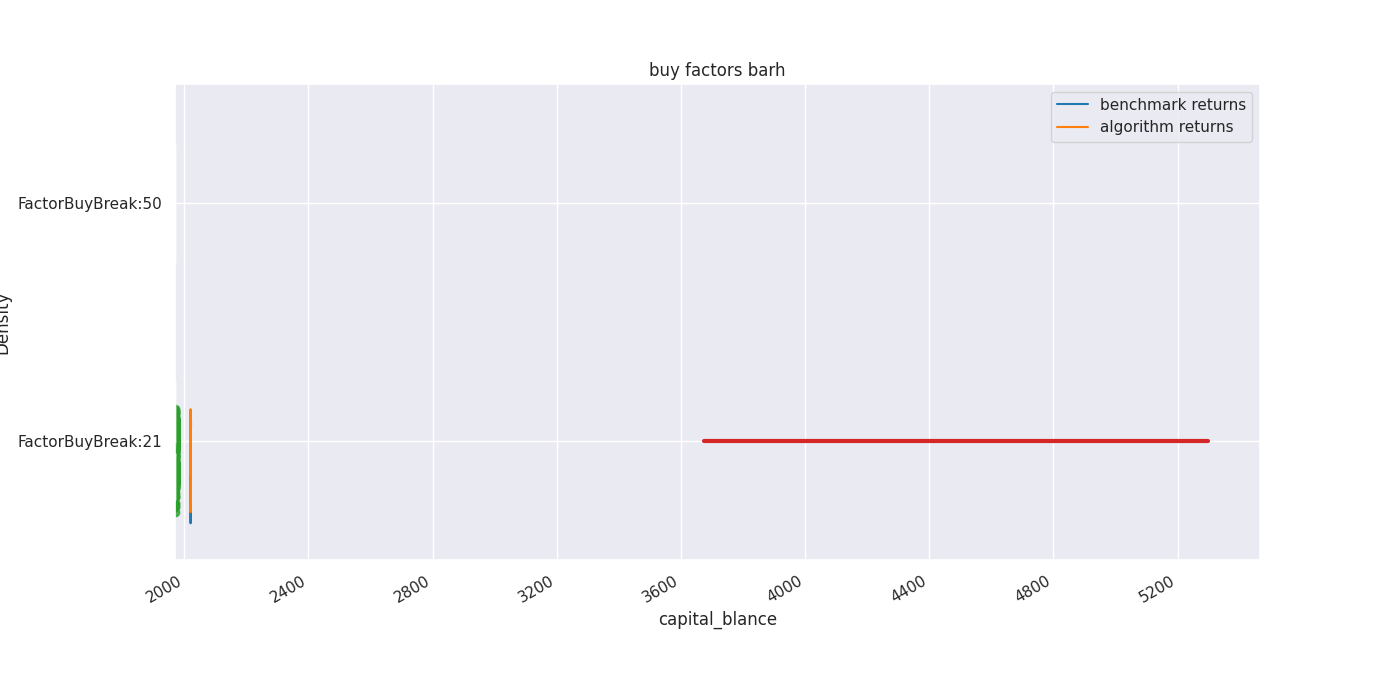 buy factors barh
benchmark returns
algorithm returns
FactorBuyBreak:50
Density
FactorBuyBreak:21
2000
2400
2800
3200
3600
4000
4400
4800
5200
capital_blance